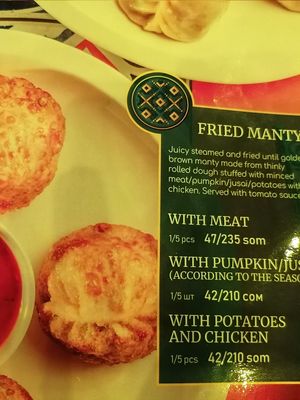 FRIED MANTY
Juicy steamed and fried until golde
brown manty made from thinly
rolled dough stuffed with minced
meat/pumpkin/jusai/potatoes with
chicken. Served with tomato sauce
WITH MEAT
1/5 pcs 47/235 som
WITH PUMPKIN/JUS
(ACCORDING TO THE SEASO
1/5 шт 42/210 сом
WITH POTATOES
AND CHICKEN
1/5 pcs 42/210 som